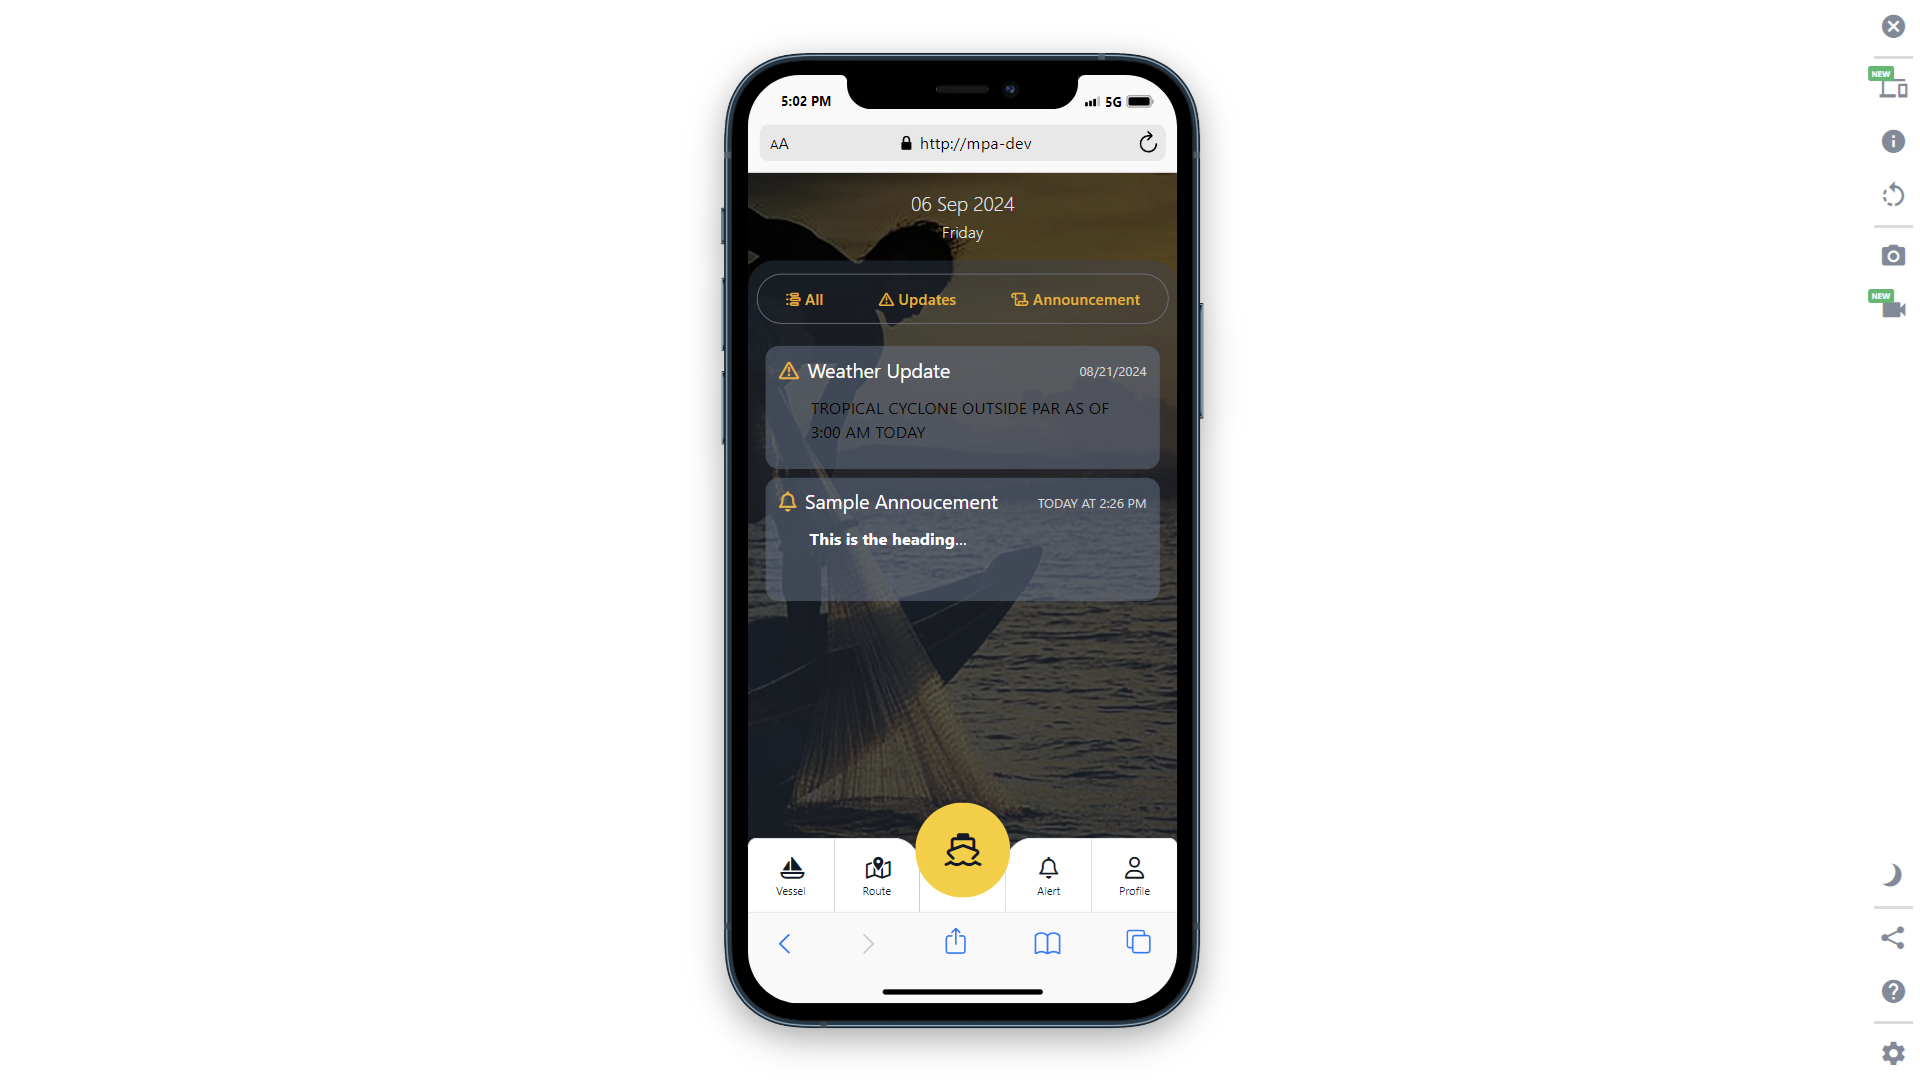 5:02 PM
5G
AA
http://mpa-dev
06 Sep 2024
Friday
All
Updates
Announcement
Weather Update
08/21/2024
TROPICAL CYCLONE OUTSIDE PAR AS OF
3:00 AM TODAY
Sample Annoucement
TODAY AT 2:26 PM
This is the heading...
Vessel
Route
Alert
Profile
NEW
NEW